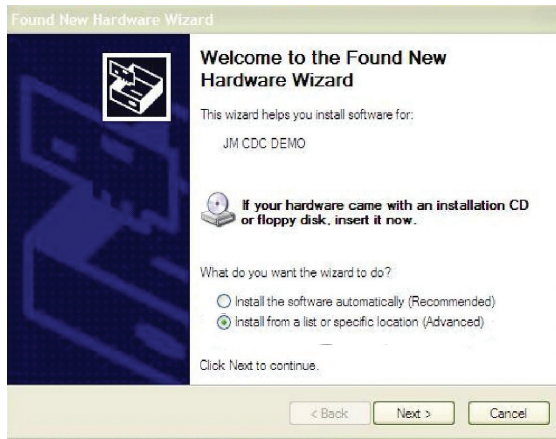 Found New Hardware Wizard
Welcome to the Found New
Hardware Wizard
This wizard helps you install software for:
JM CDC DEMO
If your hardware came with an installation CD
or floppy disk, insert it now.
What do you want the wizard to do?
Install the software automatically (Recommended)
Install from a list or specific location (Advanced)
Click Next to continue.
< Back Next > Cancel